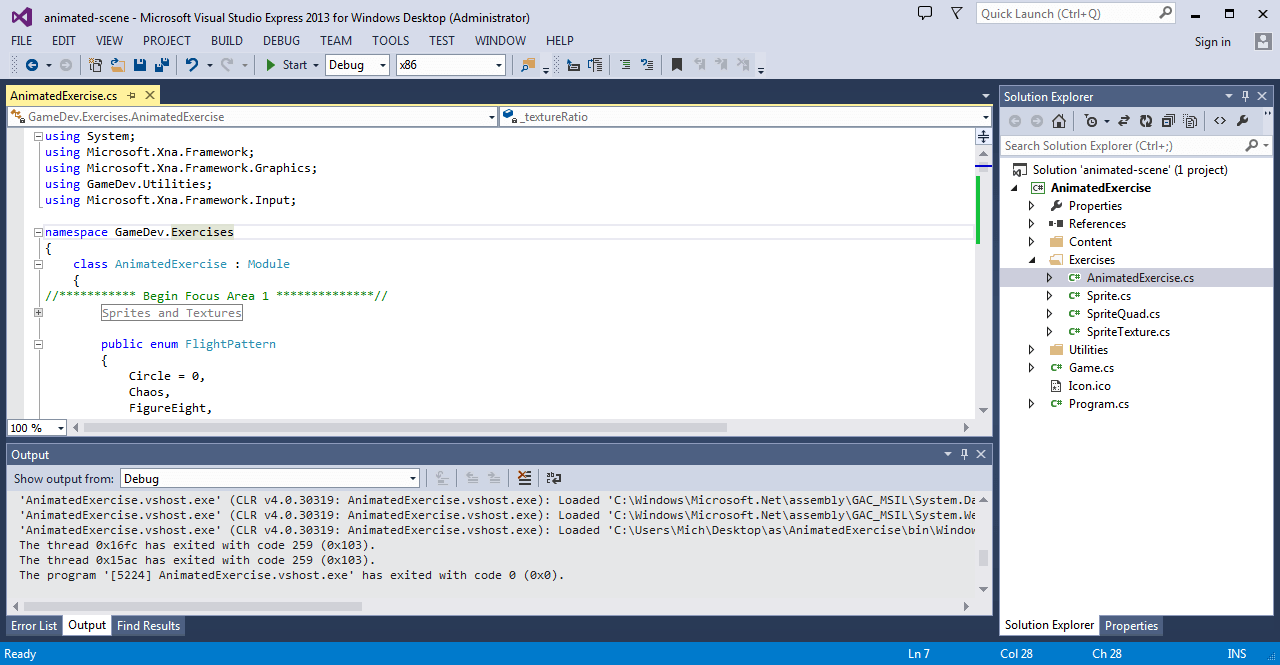 animated-scene - Microsoft Visual Studio Express 2013 for Windows Desktop (Administrator)
Quick Launch (Ctrl+Q)
FILE EDIT VIEW PROJECT BUILD DEBUG TEAM TOOLS TEST WINDOW HELP
Sign in
Start Debug x86
AnimatedExercise.cs
GameDev.Exercises.AnimatedExercise
_textureRatio
using System;
using Microsoft.Xna.Framework;
using Microsoft.Xna.Framework.Graphics;
using GameDev.Utilities;
using Microsoft.Xna.Framework.Input;
namespace GameDev.Exercises
{
class AnimatedExercise : Module
{
//*********** Begin Focus Area 1 **************//
Sprites and Textures
public enum FlightPattern
{
Circle = 0,
Chaos,
FigureEight,
100 %
Output
Show output from: Debug
'AnimatedExercise.vshost.exe' (CLR v4.0.30319: AnimatedExercise.vshost.exe): Loaded 'C:\Windows\Microsoft.Net\assembly\GAC_MSIL\System.Da
'AnimatedExercise.vshost.exe' (CLR v4.0.30319: AnimatedExercise.vshost.exe): Loaded 'C:\Windows\Microsoft.Net\assembly\GAC_MSIL\System.We
'AnimatedExercise.vshost.exe' (CLR v4.0.30319: AnimatedExercise.vshost.exe): Loaded 'C:\Users\Mich\Desktop\as\AnimatedExercise\bin\Window
The thread 0x16fc has exited with code 259 (0x103).
The thread 0x15ac has exited with code 259 (0x103).
The program '[5224] AnimatedExercise.vshost.exe' has exited with code 0 (0x0).
Error List Output Find Results
Solution Explorer
Search Solution Explorer (Ctrl+;)
Solution 'animated-scene' (1 project)
C# AnimatedExercise
Properties
References
Content
Exercises
C# AnimatedExercise.cs
C# Sprite.cs
C# SpriteQuad.cs
C# SpriteTexture.cs
Utilities
C# Game.cs
Icon.ico
C# Program.cs
Solution Explorer Properties
Ready Ln 7 Col 28 Ch 28 INS